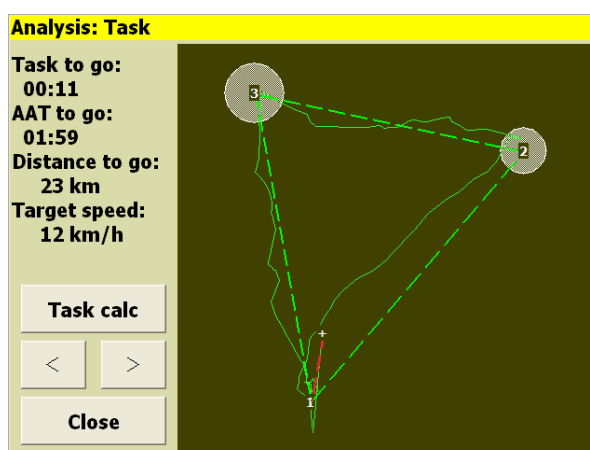 Analysis: Task
Task to go:
00:11
AAT to go:
01:59
Distance to go:
23 km
Target speed:
12 km/h
Task calc
< >
Close
3
2
+
1